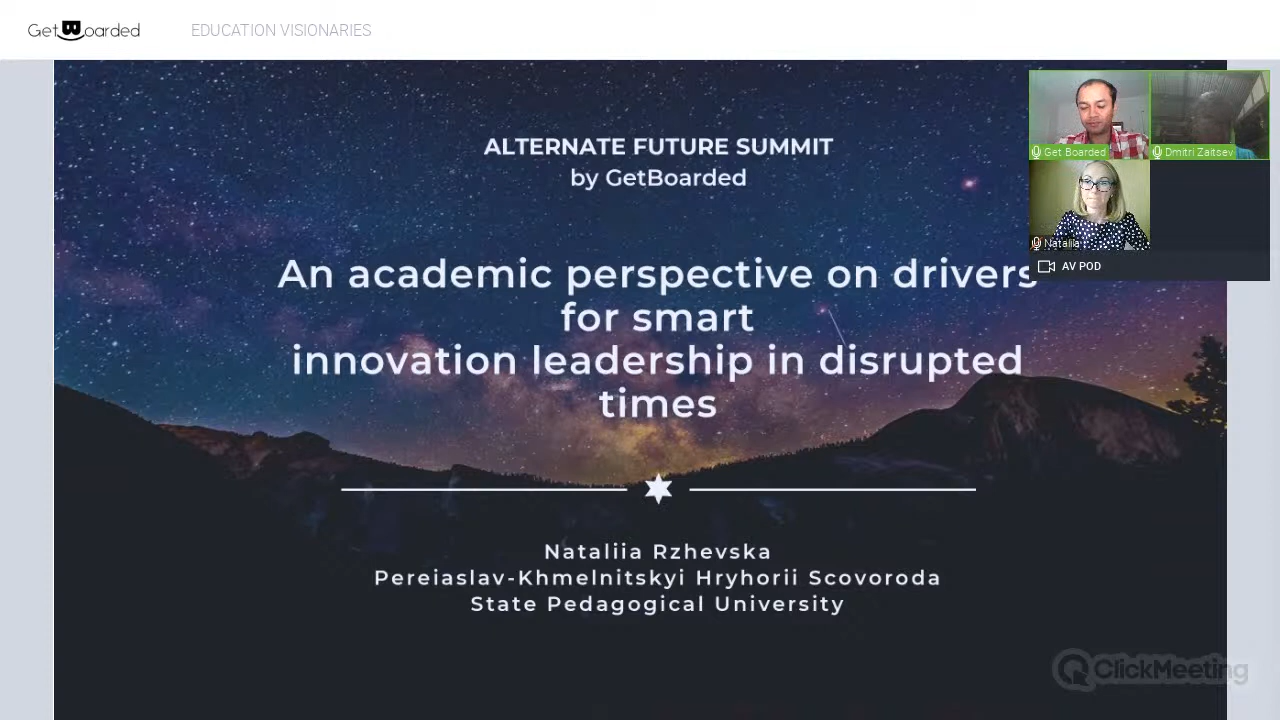 GetBoarded
EDUCATION VISIONARIES
ALTERNATE FUTURE SUMMIT
by GetBoarded
An academic perspective on drivers
for smart
innovation leadership in disrupted
times
Nataliia Rzhevska
Pereiaslav-Khmelnitskyi Hryhorii Scovoroda
State Pedagogical University
Get Boarded
Dmitri Zaitsev
Nataliia
AV POD
ClickMeeting